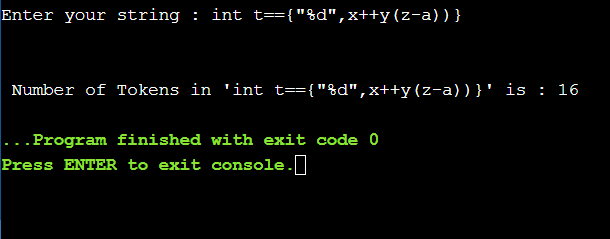 Enter your string : int t=={"%d",x++y(z-a))}
Number of Tokens in 'int t=={"%d",x++y(z-a))}' is : 16
...Program finished with exit code 0
Press ENTER to exit console.